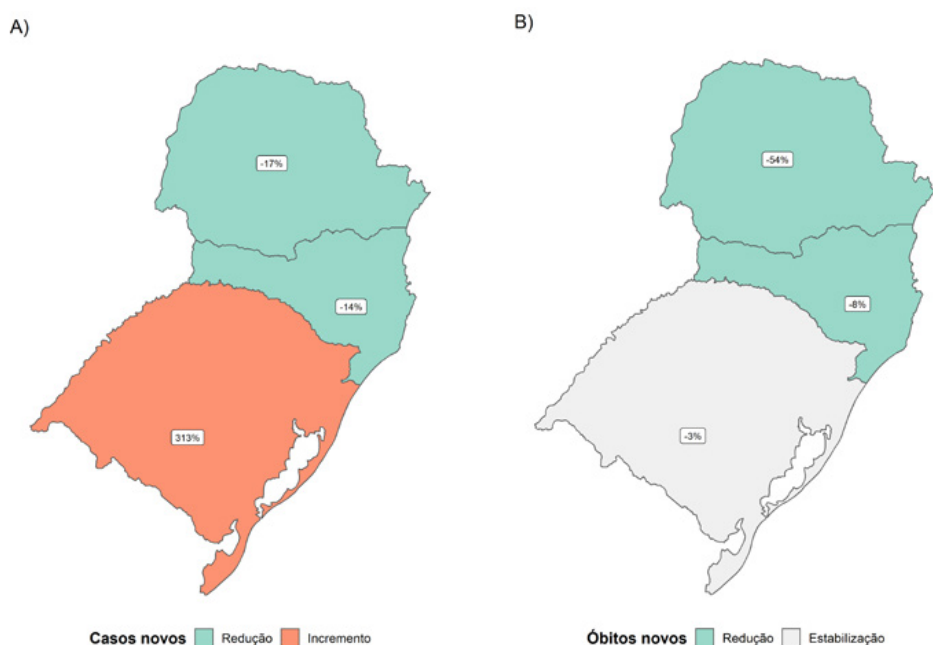 A)
-17%
-14%
313%
Casos novos Redução Incremento
B)
-54%
-8%
-3%
Óbitos novos Redução Estabilização